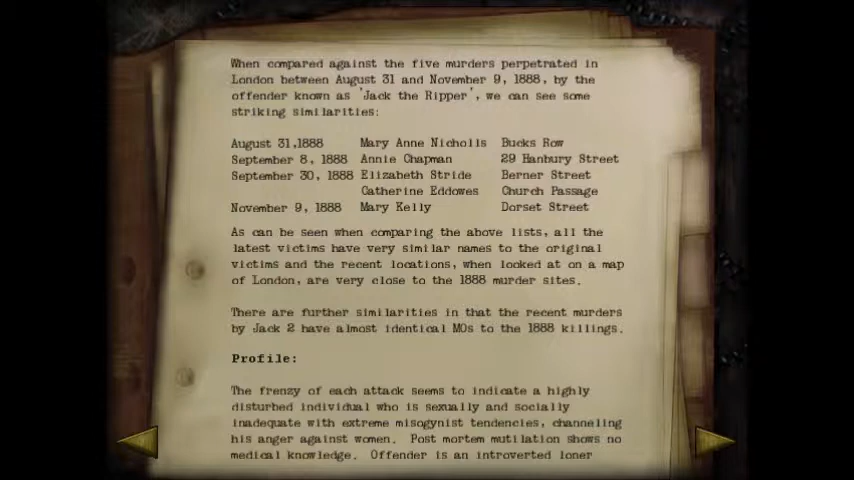 When compared against the five murders perpetrated in
London between August 31 and November 9, 1888, by the
offender known as 'Jack the Ripper', we can see some
striking similarities:
August 31,1888 Mary Anne Nicholls Bucks Row
September 8, 1888 Annie Chapman 29 Hanbury Street
September 30, 1888 Elizabeth Stride Berner Street
Catherine Eddowes Church Passage
November 9, 1888 Mary Kelly Dorset Street
As can be seen when comparing the above lists, all the
latest victims have very similar names to the original
victims and the recent locations, when looked at on a map
of London, are very close to the 1888 murder sites.
There are further similarities in that the recent murders
by Jack 2 have almost identical MOs to the 1888 killings.
Profile:
The frenzy of each attack seems to indicate a highly
disturbed individual who is sexually and socially
inadequate with extreme misogynist tendencies, channeling
his anger against women. Post mortem mutilation shows no
medical knowledge. Offender is an introverted loner